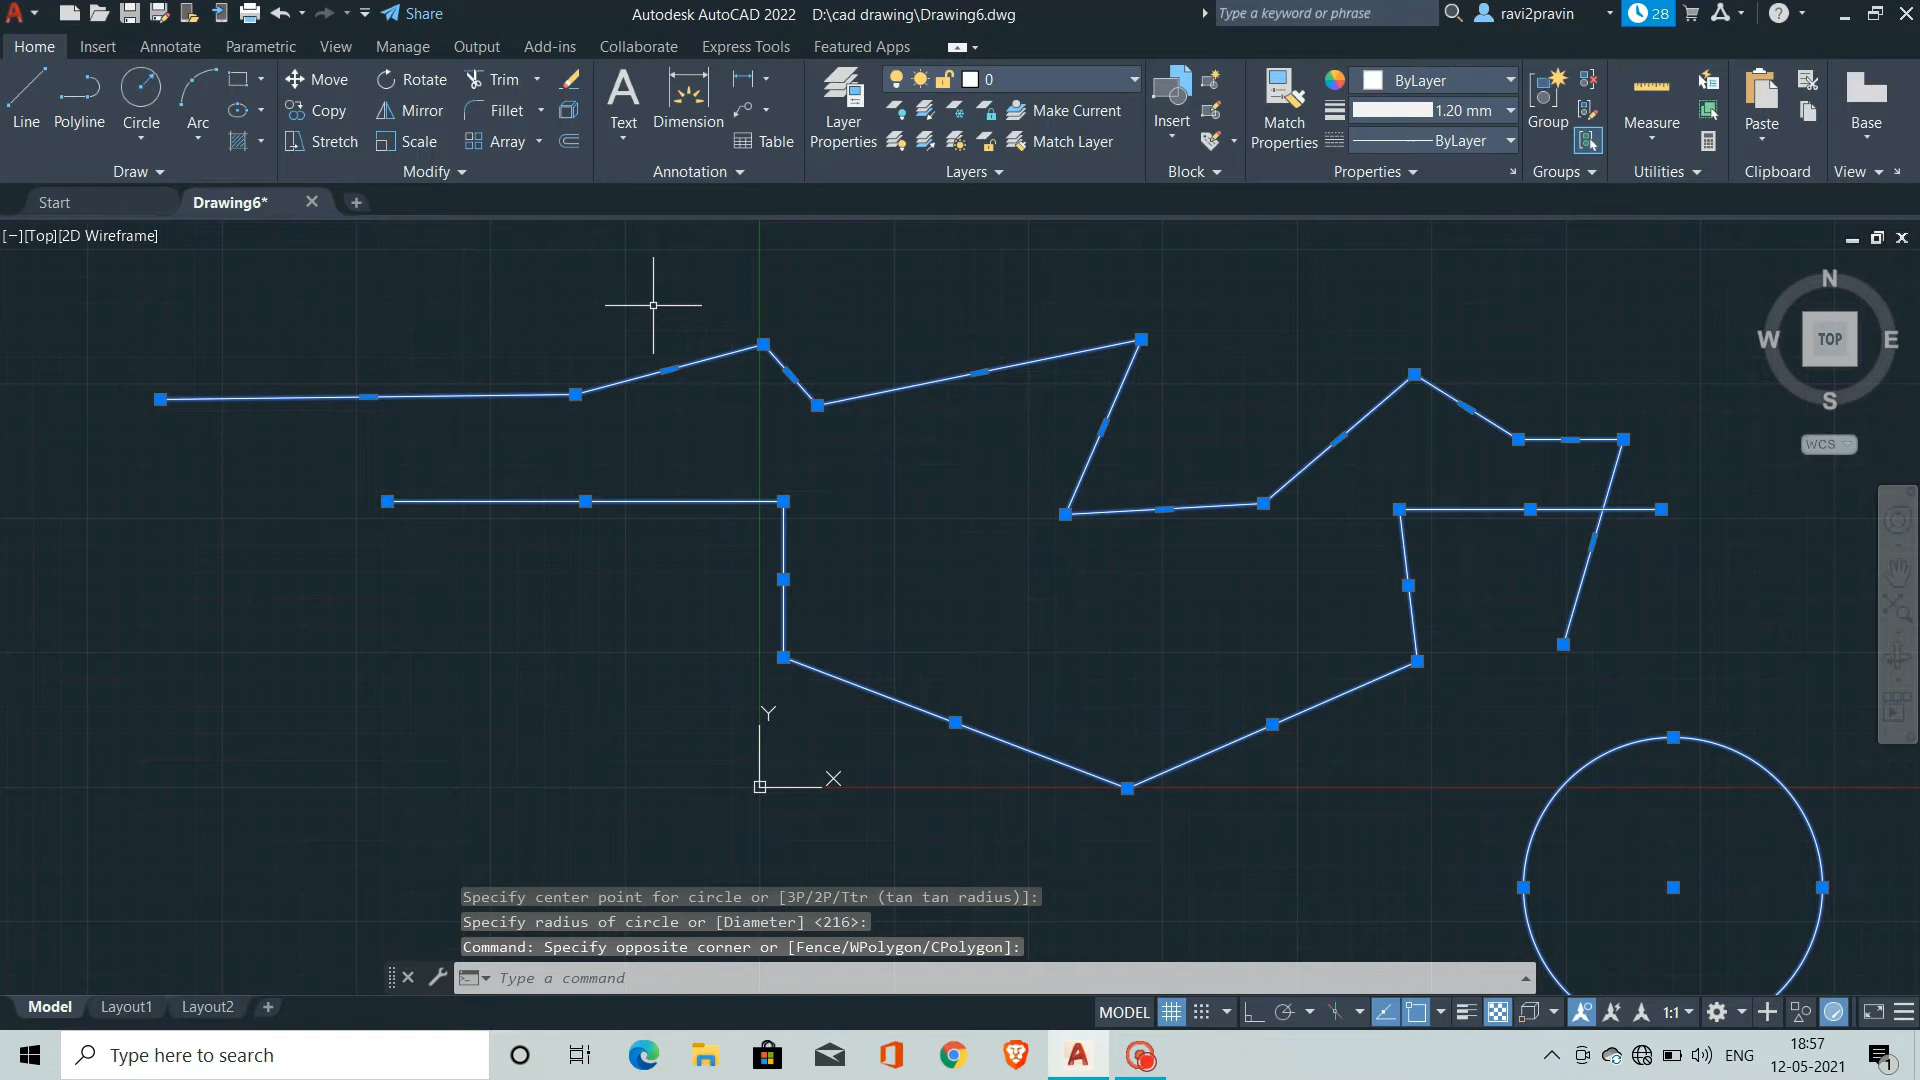 Share
Autodesk AutoCAD 2022 D:\cad drawing\Drawing6.dwg
Type a keyword or phrase
ravi2pravin
28
Home Insert Annotate Parametric View Manage Output Add-ins Collaborate Express Tools Featured Apps
Line Polyline Circle Arc
Move Rotate Trim
Copy Mirror Fillet
Stretch Scale Array
Text Dimension Table
Layer Properties
0
Make Current
Match Layer
Insert
Match Properties
ByLayer
1.20 mm
ByLayer
Group
Measure
Paste
Base
Draw Modify Annotation Layers Block Properties Groups Utilities Clipboard View
Start Drawing6*
[−][Top][2D Wireframe]
N
W TOP E
S
WCS
Y
X
Specify center point for circle or [3P/2P/Ttr (tan tan radius)]:
Specify radius of circle or [Diameter] <216>:
Command: Specify opposite corner or [Fence/WPolygon/CPolygon]:
Type a command
Model Layout1 Layout2
MODEL 1:1
Type here to search
ENG
18:57
12-05-2021
1